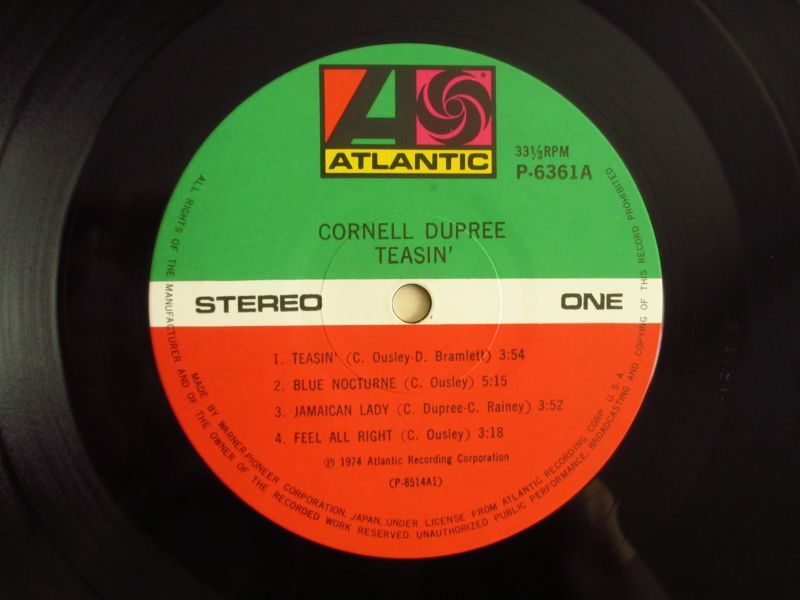 ATLANTIC
33⅓RPM
P-6361A
CORNELL DUPREE
TEASIN'
STEREO ONE
1. TEASIN' (C. Ousley-D. Bramlett) 3:54
2. BLUE NOCTURNE (C. Ousley) 5:15
3. JAMAICAN LADY (C. Dupree-C. Rainey) 3:52
4. FEEL ALL RIGHT (C. Ousley) 3:18
Ⓟ 1974 Atlantic Recording Corporation
(P-8514A1)
ALL RIGHTS OF THE MANUFACTURER AND OF THE OWNER OF THE RECORDED WORK RESERVED. UNAUTHORIZED PUBLIC PERFORMANCE, BROADCASTING AND COPYING OF THIS RECORD PROHIBITED.
MADE BY WARNER-PIONEER CORPORATION, JAPAN, UNDER LICENSE FROM ATLANTIC RECORDING CORP. U.S.A.